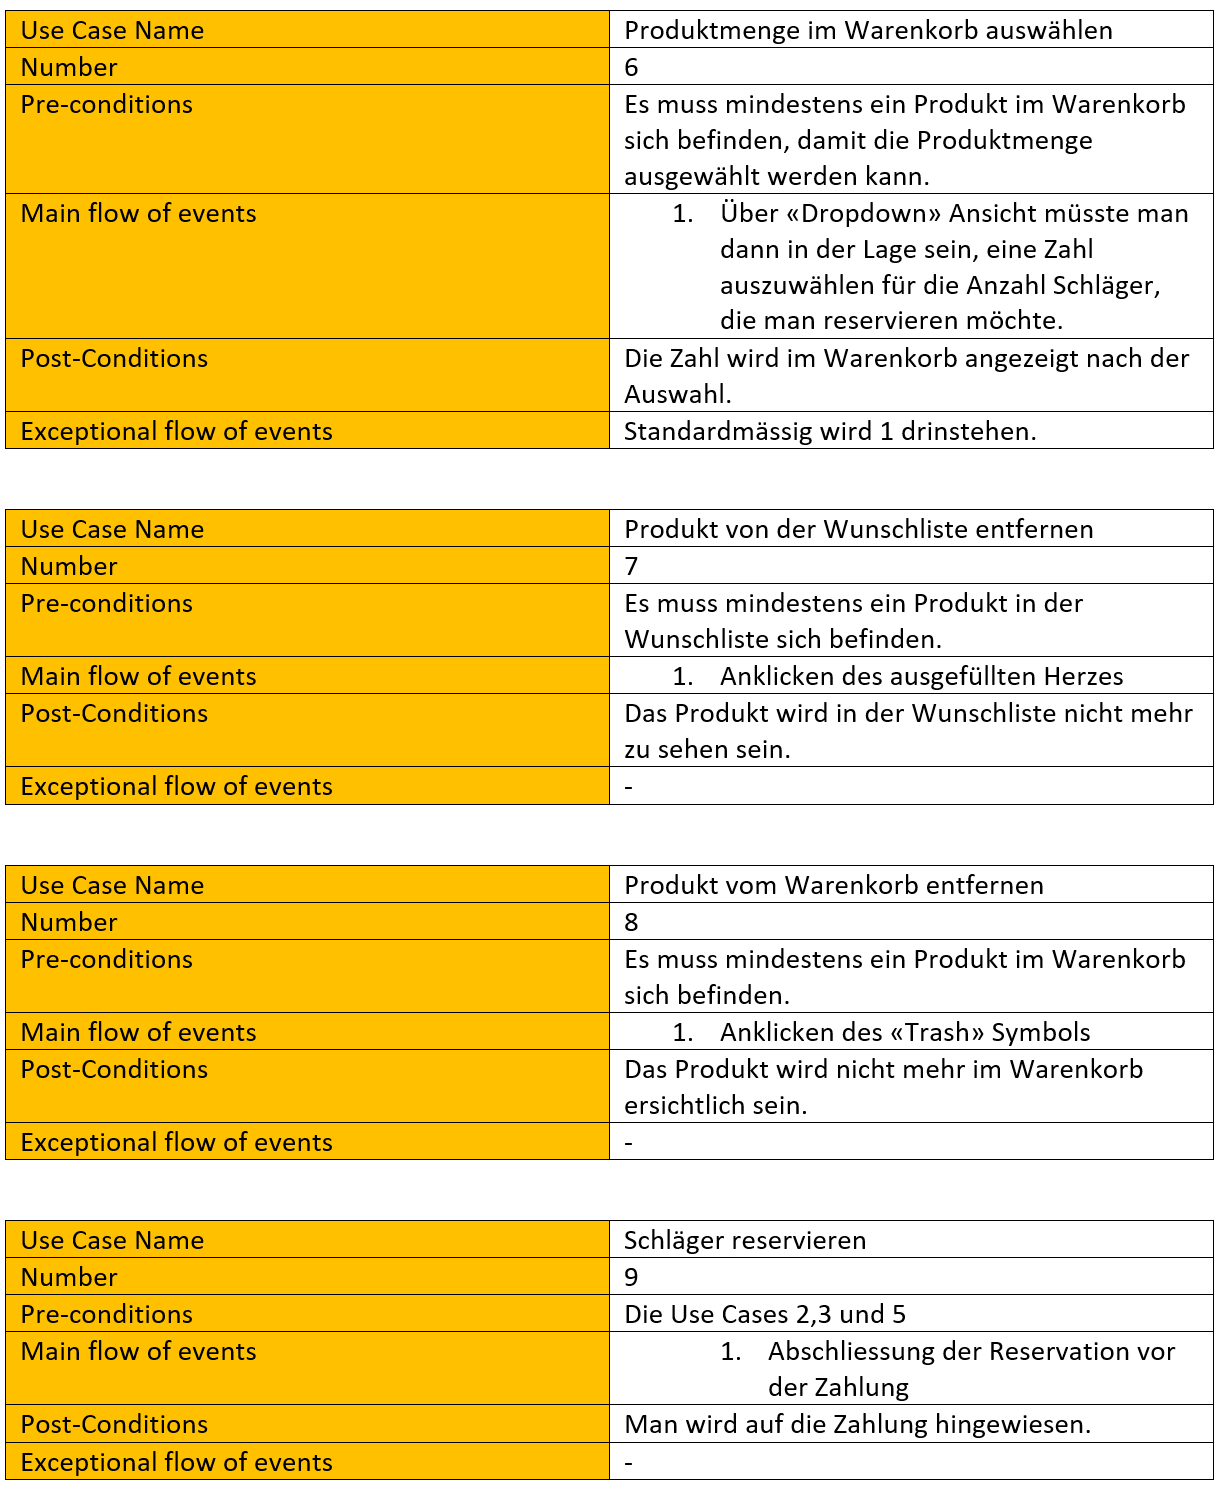 Use Case Name
Produktmenge im Warenkorb auswählen
Number
6
Pre-conditions
Es muss mindestens ein Produkt im Warenkorb
sich befinden, damit die Produktmenge
ausgewählt werden kann.
Main flow of events
1. Über «Dropdown» Ansicht müsste man
dann in der Lage sein, eine Zahl
auszuwählen für die Anzahl Schläger,
die man reservieren möchte.
Post-Conditions
Die Zahl wird im Warenkorb angezeigt nach der
Auswahl.
Exceptional flow of events
Standardmässig wird 1 drinstehen.
Use Case Name
Produkt von der Wunschliste entfernen
Number
7
Pre-conditions
Es muss mindestens ein Produkt in der
Wunschliste sich befinden.
Main flow of events
1. Anklicken des ausgefüllten Herzes
Post-Conditions
Das Produkt wird in der Wunschliste nicht mehr
zu sehen sein.
Exceptional flow of events
-
Use Case Name
Produkt vom Warenkorb entfernen
Number
8
Pre-conditions
Es muss mindestens ein Produkt im Warenkorb
sich befinden.
Main flow of events
1. Anklicken des «Trash» Symbols
Post-Conditions
Das Produkt wird nicht mehr im Warenkorb
ersichtlich sein.
Exceptional flow of events
-
Use Case Name
Schläger reservieren
Number
9
Pre-conditions
Die Use Cases 2,3 und 5
Main flow of events
1. Abschliessung der Reservation vor
der Zahlung
Post-Conditions
Man wird auf die Zahlung hingewiesen.
Exceptional flow of events
-